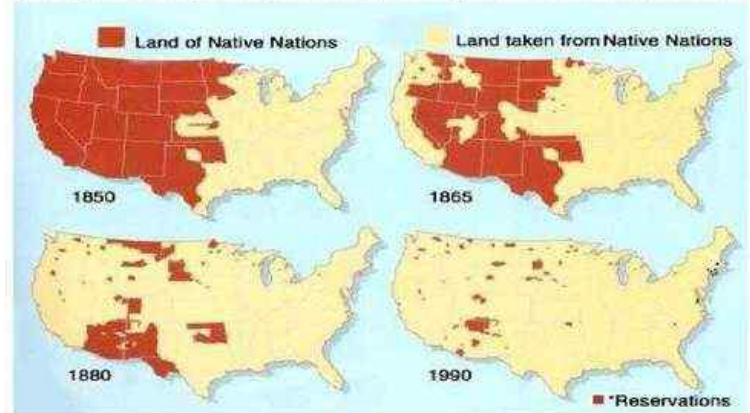 Land of Native Nations
Land taken from Native Nations
1850
1865
1880
1990
*Reservations